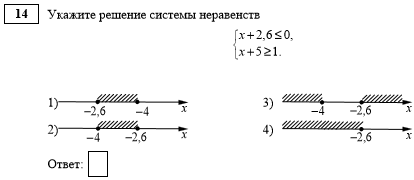 14 Укажите решение системы неравенств
x + 2,6 ≤ 0,
x + 5 ≥ 1.
1) −2,6 −4 x
3) −4 −2,6 x
2) −4 −2,6 x
4) −2,6 x
Ответ: